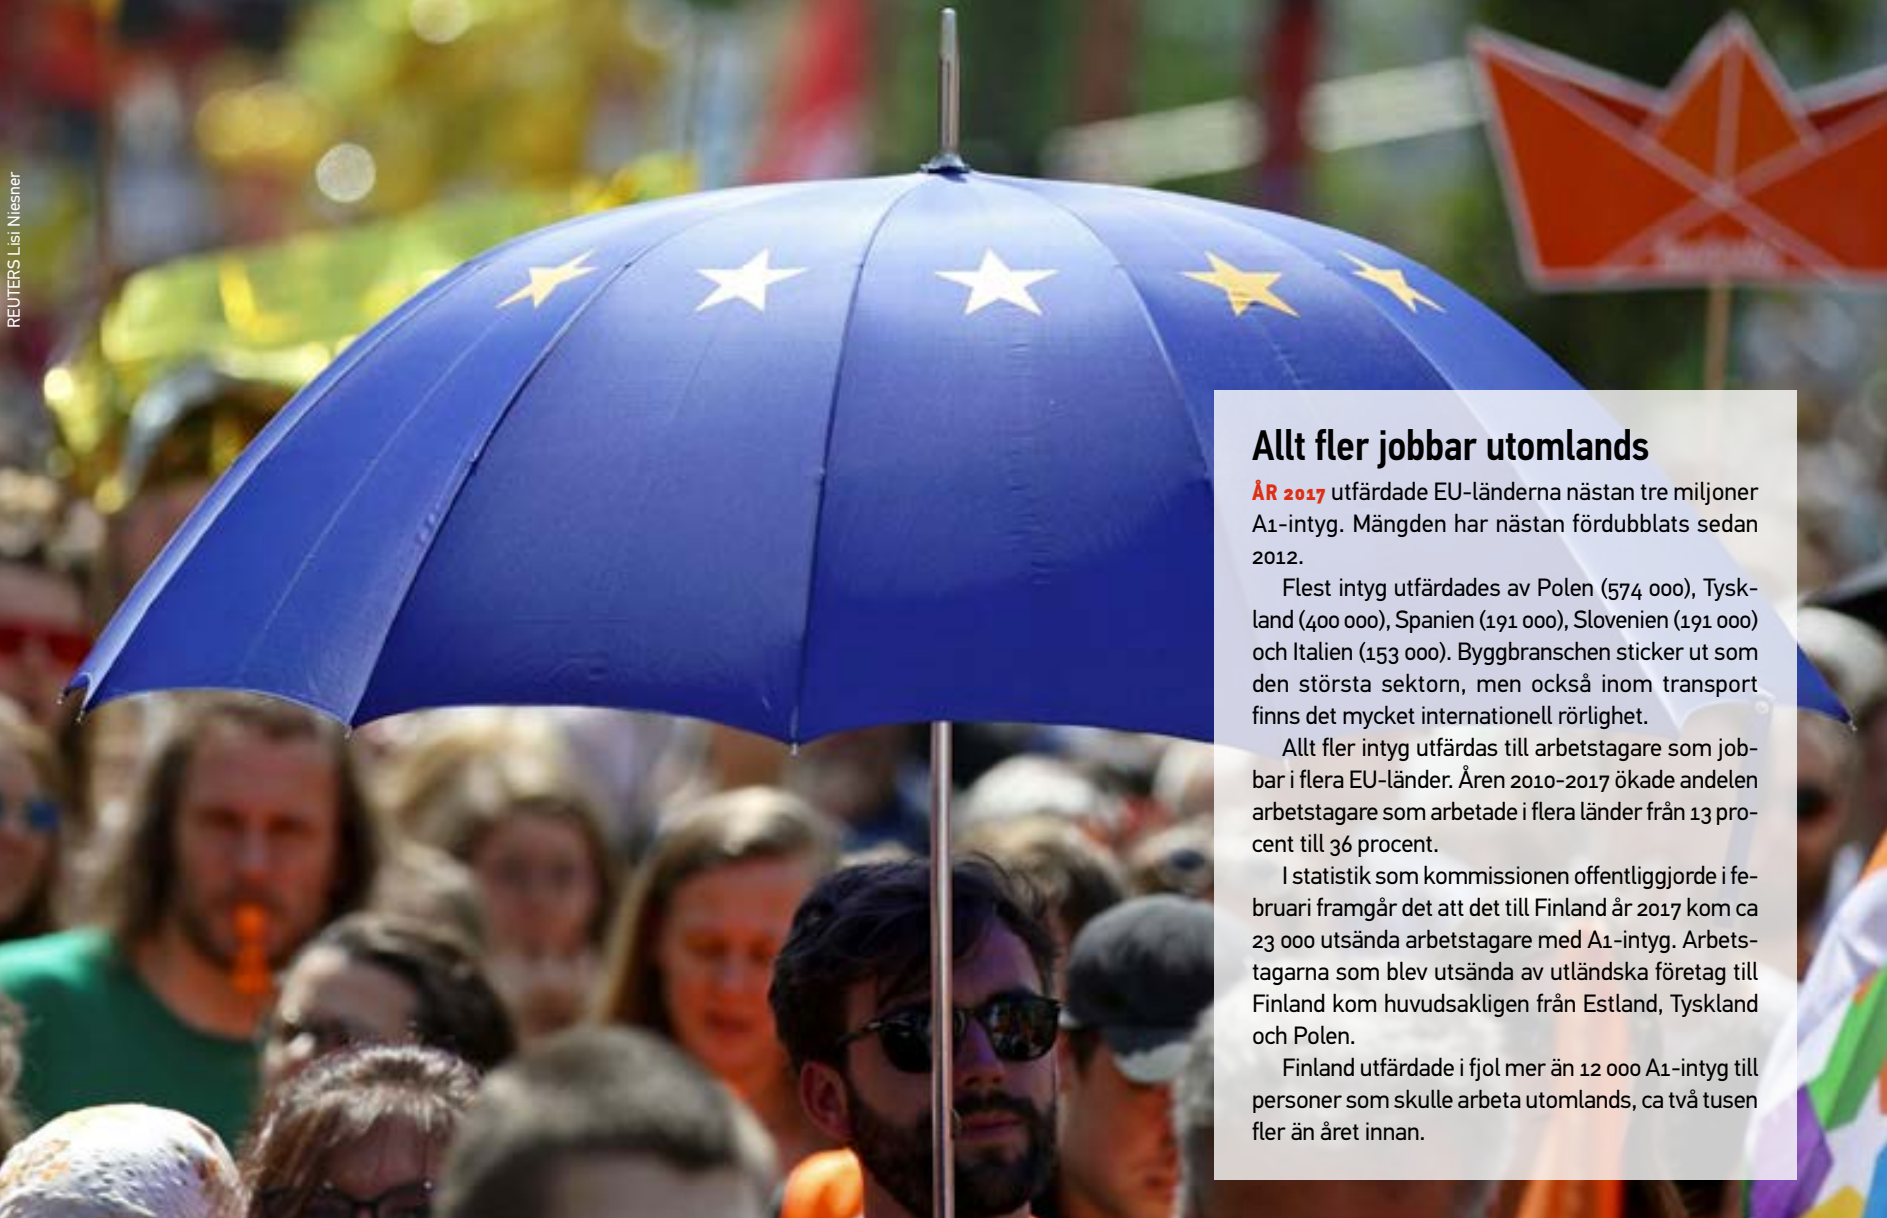 REUTERS Lisi Niesner
Allt fler jobbar utomlands
ÅR 2017 utfärdade EU-länderna nästan tre miljoner
A1-intyg. Mängden har nästan fördubblats sedan
2012.
Flest intyg utfärdades av Polen (574 000), Tysk-
land (400 000), Spanien (191 000), Slovenien (191 000)
och Italien (153 000). Byggbranschen sticker ut som
den största sektorn, men också inom transport
finns det mycket internationell rörlighet.
Allt fler intyg utfärdas till arbetstagare som job-
bar i flera EU-länder. Åren 2010-2017 ökade andelen
arbetstagare som arbetade i flera länder från 13 pro-
cent till 36 procent.
I statistik som kommissionen offentliggjorde i fe-
bruari framgår det att det till Finland år 2017 kom ca
23 000 utsända arbetstagare med A1-intyg. Arbets-
tagarna som blev utsända av utländska företag till
Finland kom huvudsakligen från Estland, Tyskland
och Polen.
Finland utfärdade i fjol mer än 12 000 A1-intyg till
personer som skulle arbeta utomlands, ca två tusen
fler än året innan.